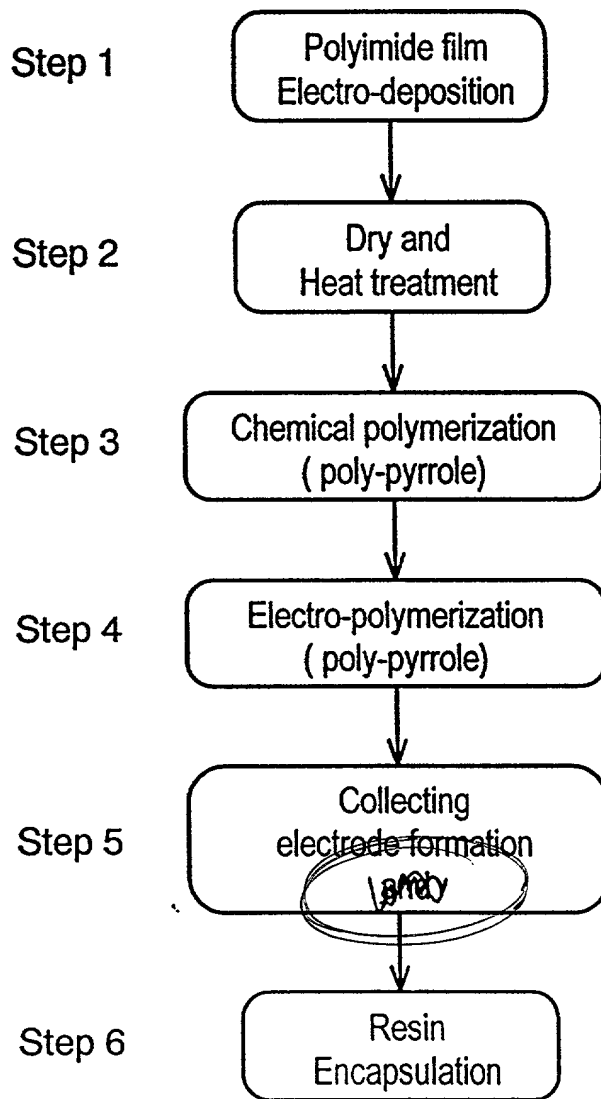 Step 1
Polyimide film
Electro-deposition
Step 2
Dry and
Heat treatment
Step 3
Chemical polymerization
( poly-pyrrole)
Step 4
Electro-polymerization
( poly-pyrrole)
Step 5
Collecting
electrode formation
Step 6
Resin
Encapsulation